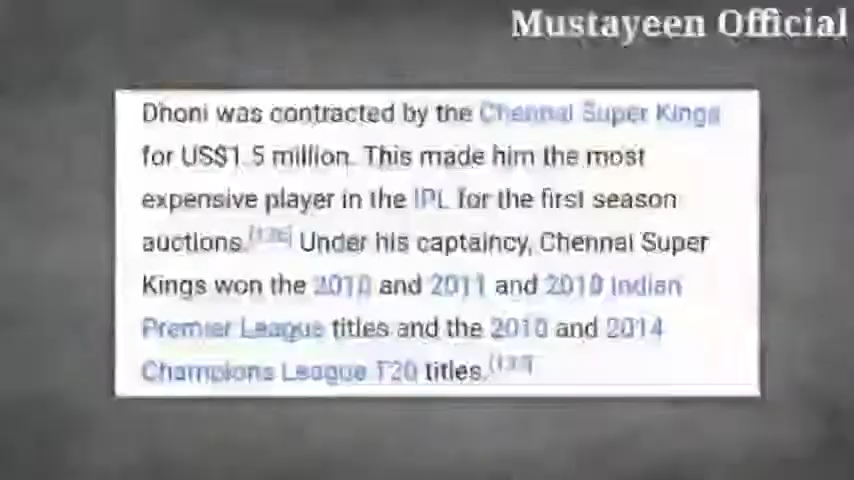 Mustayeen Official
Dhoni was contracted by the Chennai Super Kings
for US$1.5 million. This made him the most
expensive player in the IPL for the first season
auctions. Under his captaincy, Chennai Super
Kings won the 2010 and 2011 and 2018 Indian
Premier League titles and the 2010 and 2014
Champions League T20 titles.